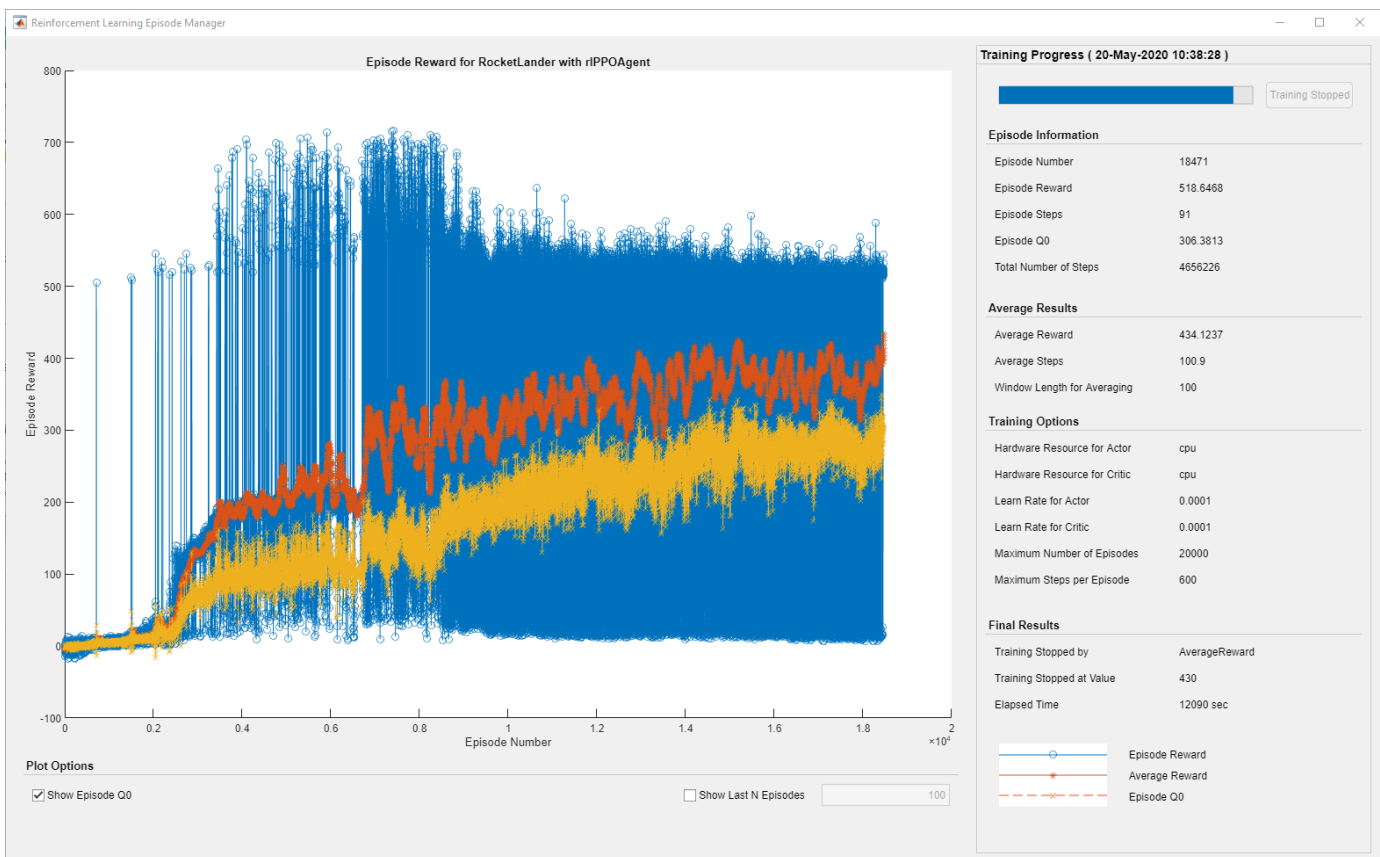 Reinforcement Learning Episode Manager
Episode Reward for RocketLander with rlPPOAgent
800
700
600
500
400
300
200
100
0
-100
Episode Reward
0 0.2 0.4 0.6 0.8 1 1.2 1.4 1.6 1.8 2
×10⁴
Episode Number
Plot Options
Show Episode Q0
Show Last N Episodes 100
Training Progress ( 20-May-2020 10:38:28 )
Training Stopped
Episode Information
Episode Number 18471
Episode Reward 518.6468
Episode Steps 91
Episode Q0 306.3813
Total Number of Steps 4656226
Average Results
Average Reward 434.1237
Average Steps 100.9
Window Length for Averaging 100
Training Options
Hardware Resource for Actor cpu
Hardware Resource for Critic cpu
Learn Rate for Actor 0.0001
Learn Rate for Critic 0.0001
Maximum Number of Episodes 20000
Maximum Steps per Episode 600
Final Results
Training Stopped by AverageReward
Training Stopped at Value 430
Elapsed Time 12090 sec
Episode Reward
Average Reward
Episode Q0